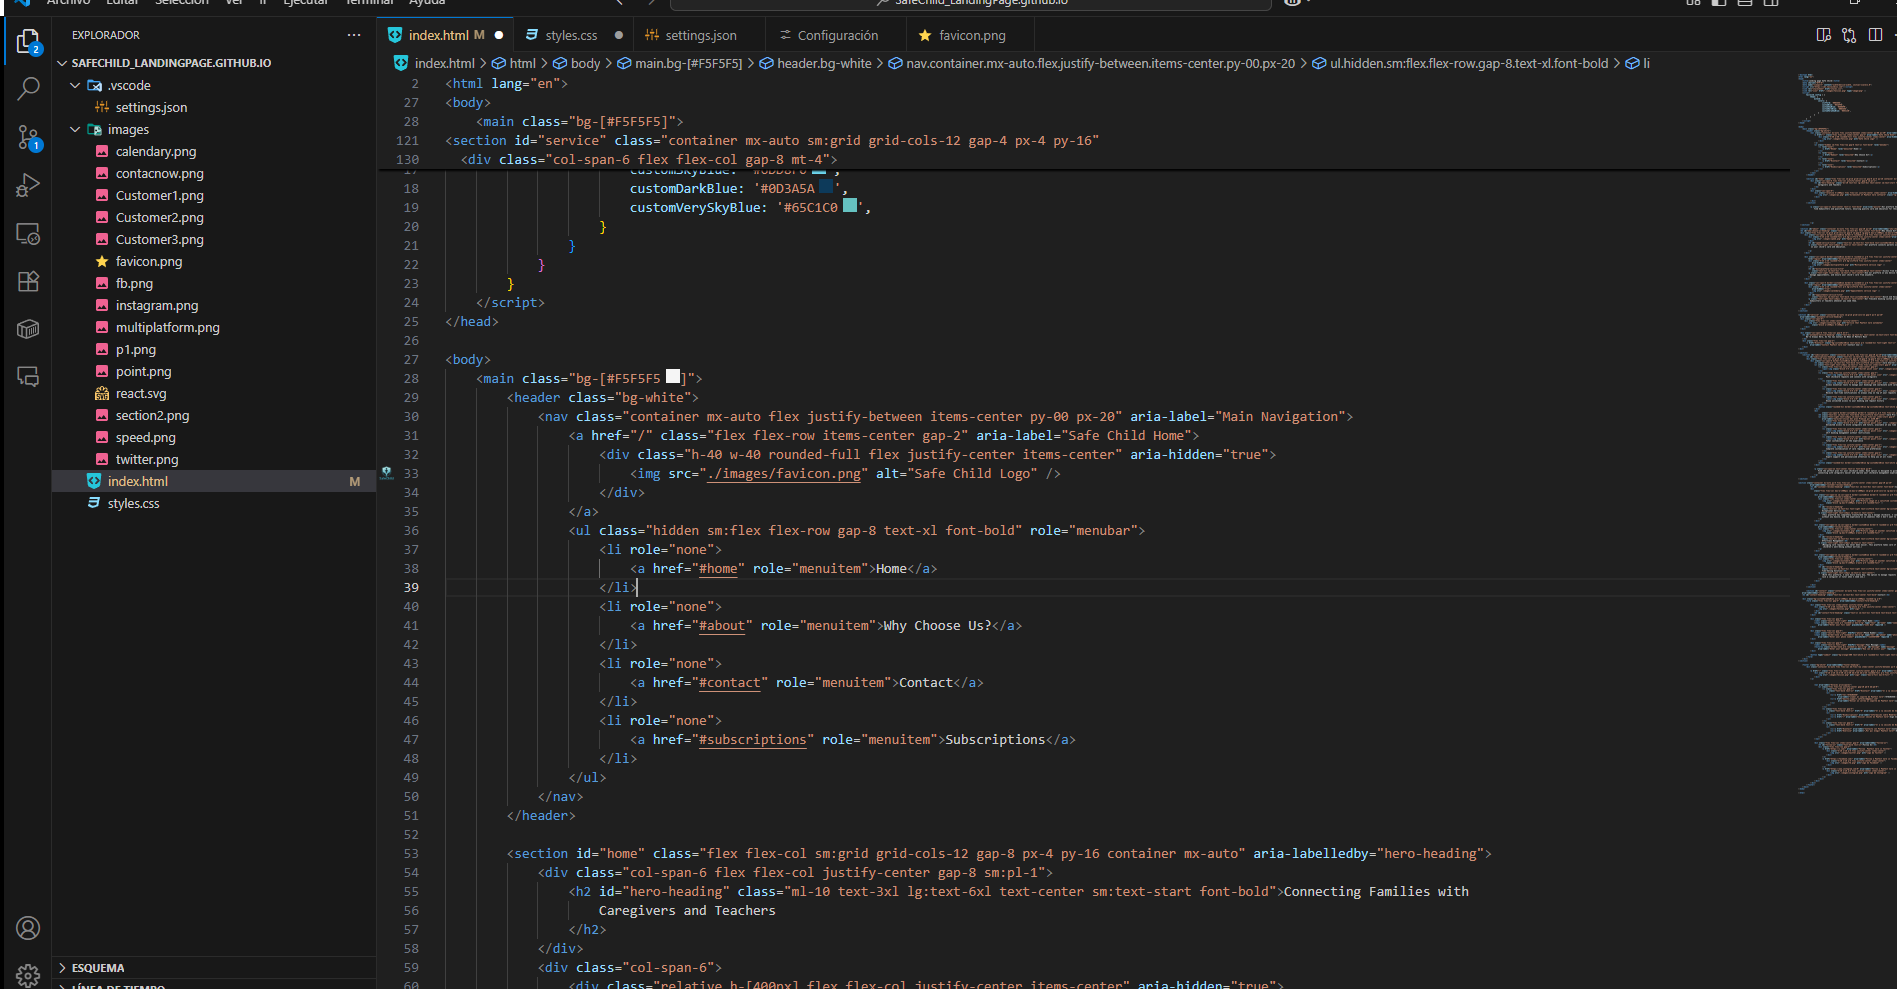 Archivo Editar Selección Ver Ir Ejecutar Terminal Ayuda
SafeChild_LandingPage.github.io
EXPLORADOR
SAFECHILD_LANDINGPAGE.GITHUB.IO
.vscode
settings.json
images
calendary.png
contacnow.png
Customer1.png
Customer2.png
Customer3.png
favicon.png
fb.png
instagram.png
multiplatform.png
p1.png
point.png
react.svg
section2.png
speed.png
twitter.png
index.html M
styles.css
ESQUEMA
LÍNEA DE TIEMPO
2
1
index.html M
styles.css
settings.json
Configuración
favicon.png
index.html > html > body > main.bg-[#F5F5F5] > header.bg-white > nav.container.mx-auto.flex.justify-between.items-center.py-00.px-20 > ul.hidden.sm:flex.flex-row.gap-8.text-xl.font-bold > li
2 <html lang="en">
27 <body>
28 <main class="bg-[#F5F5F5]">
121 <section id="service" class="container mx-auto sm:grid grid-cols-12 gap-4 px-4 py-16"
130 <div class="col-span-6 flex flex-col gap-8 mt-4">
17 customSkyBlue:
18 customDarkBlue: '#0D3A5A',
19 customVerySkyBlue: '#65C1C0',
20 }
21 }
22 }
23 }
24 </script>
25 </head>
26
27 <body>
28 <main class="bg-[#F5F5F5]">
29 <header class="bg-white">
30 <nav class="container mx-auto flex justify-between items-center py-00 px-20" aria-label="Main Navigation">
31 <a href="/" class="flex flex-row items-center gap-2" aria-label="Safe Child Home">
32 <div class="h-40 w-40 rounded-full flex justify-center items-center" aria-hidden="true">
33 <img src="./images/favicon.png" alt="Safe Child Logo" />
34 </div>
35 </a>
36 <ul class="hidden sm:flex flex-row gap-8 text-xl font-bold" role="menubar">
37 <li role="none">
38 <a href="#home" role="menuitem">Home</a>
39 </li>
40 <li role="none">
41 <a href="#about" role="menuitem">Why Choose Us?</a>
42 </li>
43 <li role="none">
44 <a href="#contact" role="menuitem">Contact</a>
45 </li>
46 <li role="none">
47 <a href="#subscriptions" role="menuitem">Subscriptions</a>
48 </li>
49 </ul>
50 </nav>
51 </header>
52
53 <section id="home" class="flex flex-col sm:grid grid-cols-12 gap-8 px-4 py-16 container mx-auto" aria-labelledby="hero-heading">
54 <div class="col-span-6 flex flex-col justify-center gap-8 sm:pl-1">
55 <h2 id="hero-heading" class="ml-10 text-3xl lg:text-6xl text-center sm:text-start font-bold">Connecting Families with
56 Caregivers and Teachers
57 </h2>
58 </div>
59 <div class="col-span-6">
60 <div class="relative h-[400px] flex flex-col justify-center items-center" aria-hidden="true">